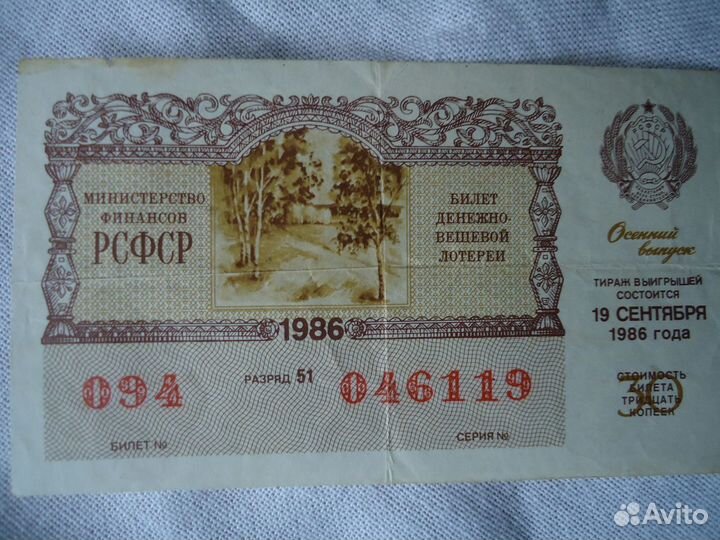 МИНИСТЕРСТВО
ФИНАНСОВ
РСФСР
БИЛЕТ
ДЕНЕЖНО-
ВЕЩЕВОЙ
ЛОТЕРЕИ
1986
094
РАЗРЯД 51
046119
БИЛЕТ №
СЕРИЯ №
РСФСР
Осенний
выпуск
ТИРАЖ ВЫИГРЫШЕЙ
СОСТОИТСЯ
19 СЕНТЯБРЯ
1986 года
30
СТОИМОСТЬ
БИЛЕТА
ТРИДЦАТЬ
КОПЕЕК
Avito